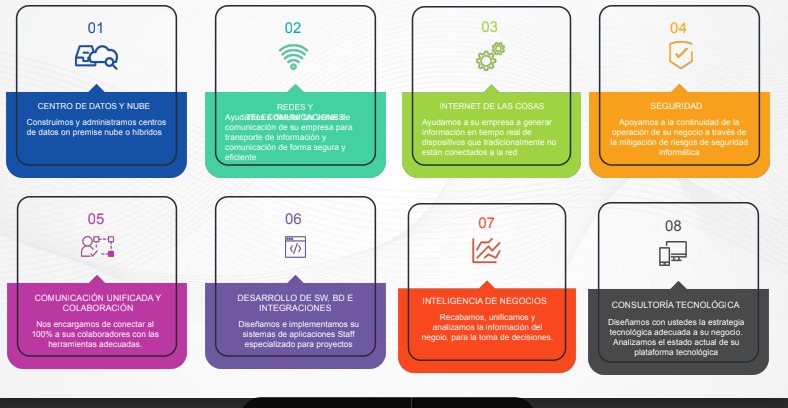 01
CENTRO DE DATOS Y NUBE
Construimos y administramos centros
de datos on premise nube o híbridos
02
REDES Y
TELECOMUNICACIONES
de
comunicación de su empresa para
transporte de información y
comunicación de forma segura y
eficiente
03
INTERNET DE LAS COSAS
Ayudamos a su empresa a generar
información en tiempo real de
dispositivos que tradicionalmente no
están conectados a la red
04
SEGURIDAD
Apoyamos a la continuidad de la
operación de su negocio a través de
la mitigación de riesgos de seguridad
informática
05
COMUNICACIÓN UNIFICADA Y
COLABORACIÓN
Nos encargamos de conectar al
100% a sus colaboradores con las
herramientas adecuadas.
06
DESARROLLO DE SW, BD E
INTEGRACIONES
Diseñamos e implementamos su
sistemas de aplicaciones Staff
especializado para proyectos
07
INTELIGENCIA DE NEGOCIOS
Recabamos, unificamos y
analizamos la información del
negoio, para la toma de decisiones.
08
CONSULTORÍA TECNOLÓGICA
Diseñamos con ustedes la estrategia
tecnológica adecuada a su negocio.
Analizamos el estado actual de su
plataforma tecnológica